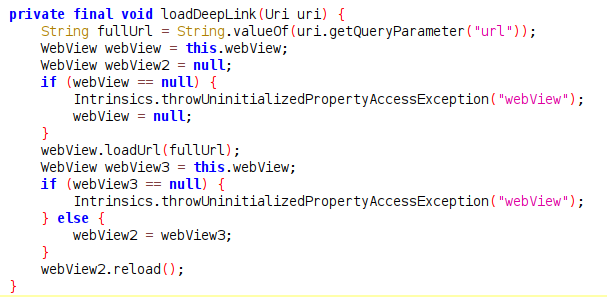 private final void loadDeepLink(Uri uri) {
    String fullUrl = String.valueOf(uri.getQueryParameter("url"));
    WebView webView = this.webView;
    WebView webView2 = null;
    if (webView == null) {
        Intrinsics.throwUninitializedPropertyAccessException("webView");
        webView = null;
    }
    webView.loadUrl(fullUrl);
    WebView webView3 = this.webView;
    if (webView3 == null) {
        Intrinsics.throwUninitializedPropertyAccessException("webView");
    } else {
        webView2 = webView3;
    }
    webView2.reload();
}